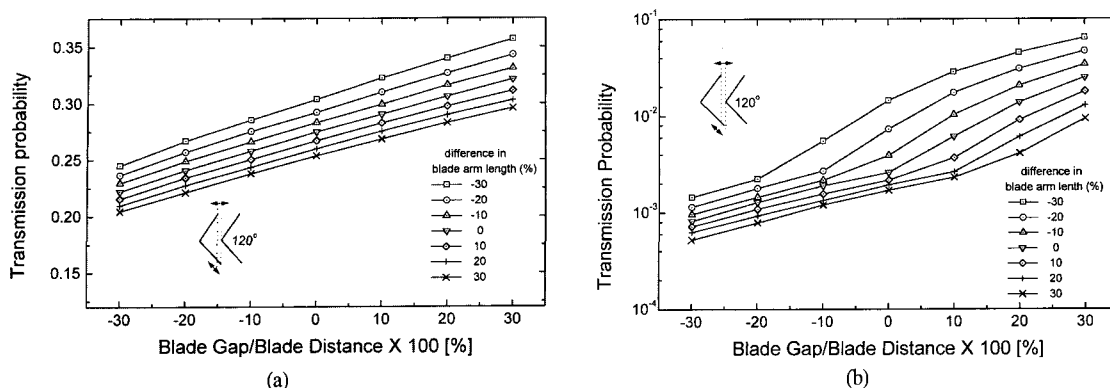 Transmission probability
0.35
0.30
0.25
0.20
0.15
120°
difference in
blade arm length (%)
-30
-20
-10
0
10
20
30
-30 -20 -10 0 10 20 30
Blade Gap/Blade Distance X 100 [%]
(a)
Transmission Probability
10-1
10-2
10-3
10-4
120°
difference in
blade arm lenth (%)
-30
-20
-10
0
10
20
30
-30 -20 -10 0 10 20 30
Blade Gap/Blade Distance X 100 [%]
(b)